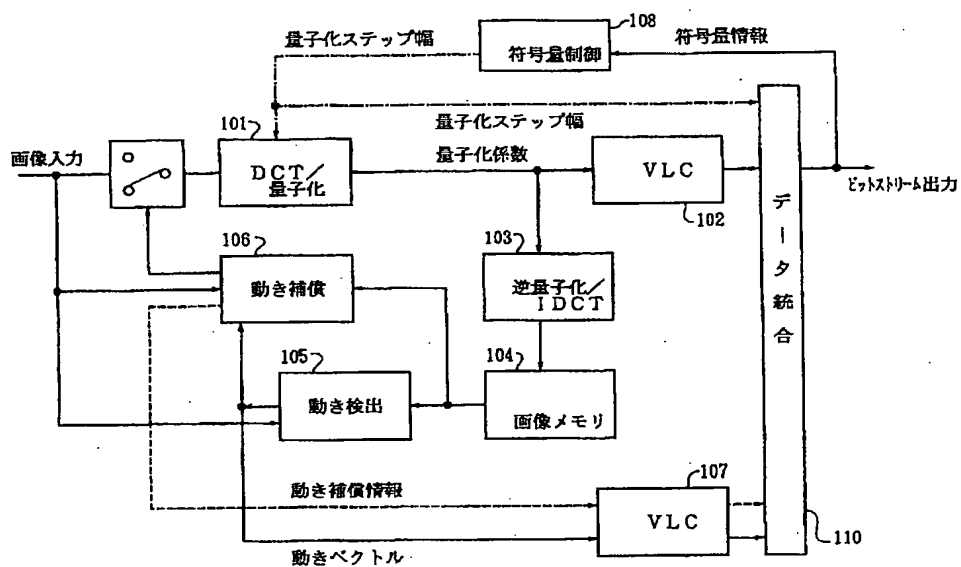 108
量子化ステップ幅
符号量制御
符号量情報
101
量子化ステップ幅
画像入力
DCT/
量子化
量子化係数
VLC
102
ビットストリーム出力
データ統合
106
動き補償
103
逆量子化/
IDCT
105
動き検出
104
画像メモリ
107
動き補償情報
VLC
110
動きベクトル